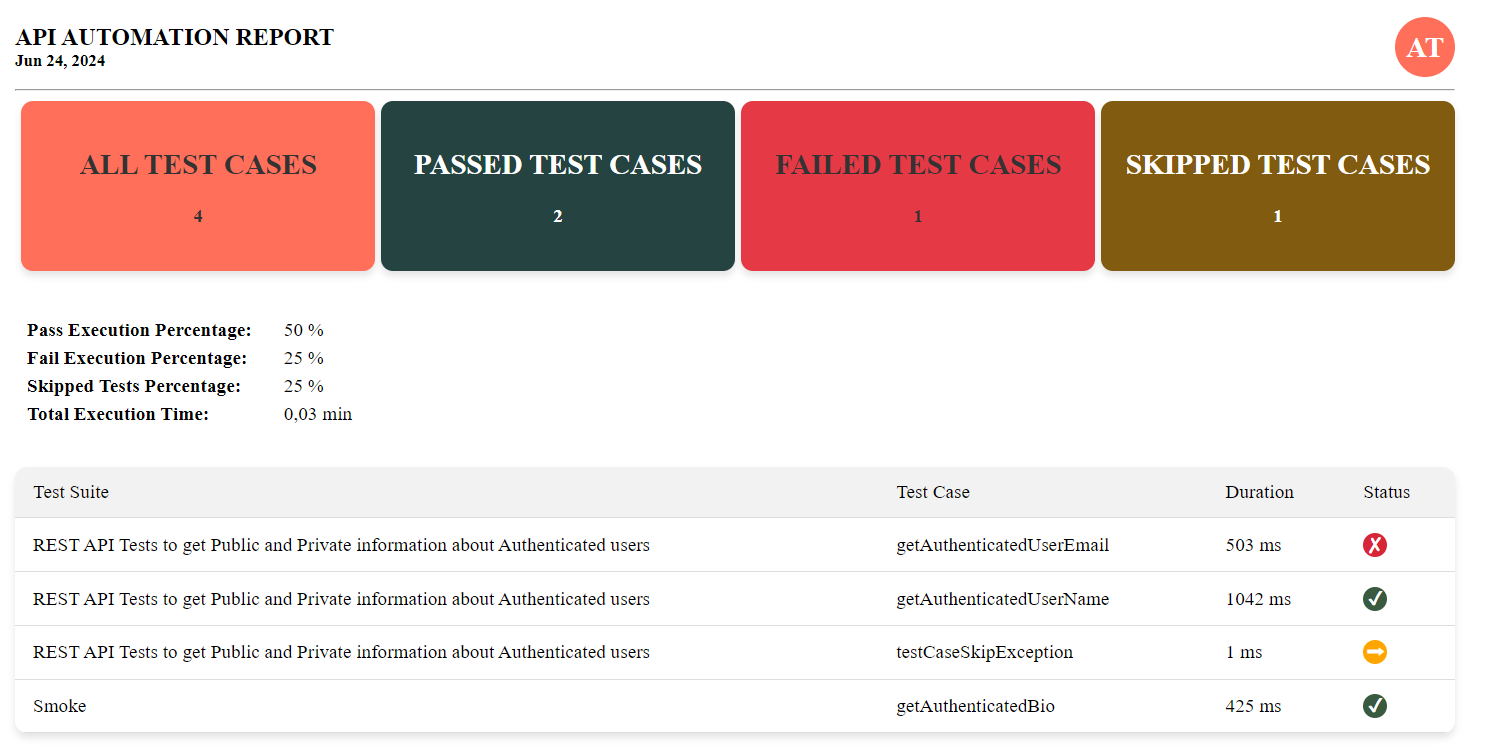 API AUTOMATION REPORT
Jun 24, 2024
AT
ALL TEST CASES
4
PASSED TEST CASES
2
FAILED TEST CASES
1
SKIPPED TEST CASES
1
Pass Execution Percentage: 50 %
Fail Execution Percentage: 25 %
Skipped Tests Percentage: 25 %
Total Execution Time: 0,03 min
Test Suite Test Case Duration Status
REST API Tests to get Public and Private information about Authenticated users getAuthenticatedUserEmail 503 ms
REST API Tests to get Public and Private information about Authenticated users getAuthenticatedUserName 1042 ms
REST API Tests to get Public and Private information about Authenticated users testCaseSkipException 1 ms
Smoke getAuthenticatedBio 425 ms